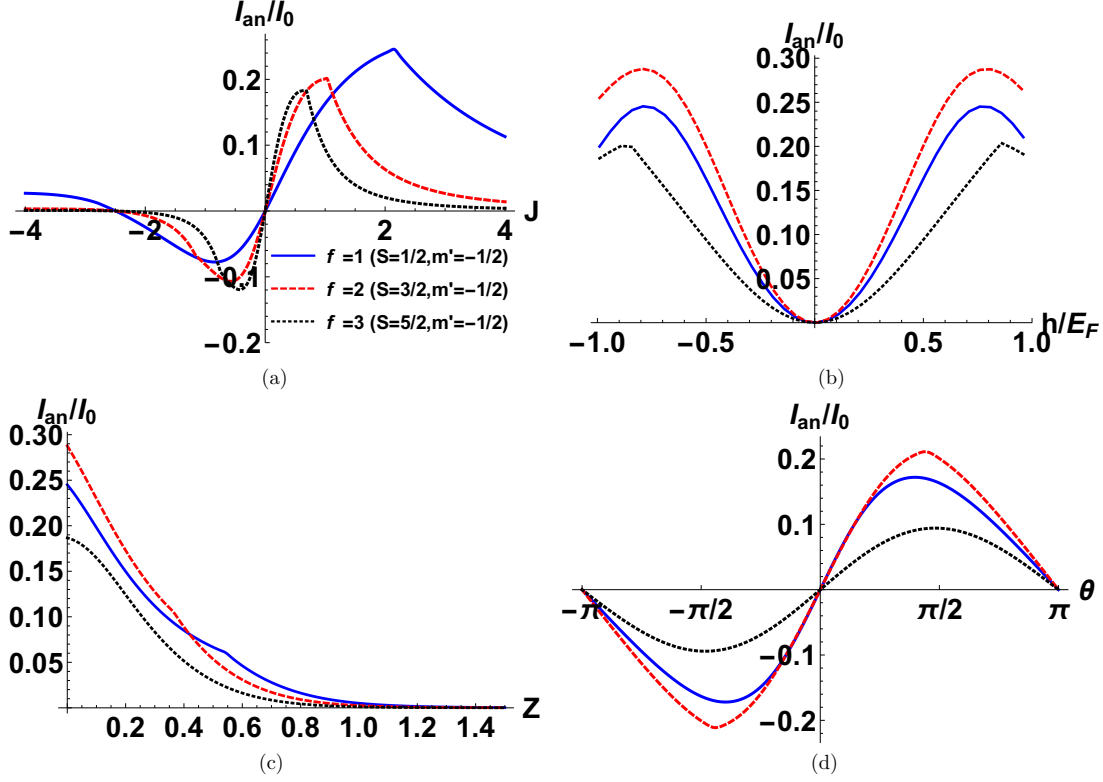 I_an/I_0
0.2
0.1
−4
−2
2
4
J
−0.1
−0.2
f =1 (S=1/2,m'=−1/2)
f =2 (S=3/2,m'=−1/2)
f =3 (S=5/2,m'=−1/2)
(a)
I_an/I_0
0.30
0.25
0.20
0.15
0.10
0.05
−1.0
−0.5
0.5
1.0
h/E_F
(b)
I_an/I_0
0.30
0.25
0.20
0.15
0.10
0.05
0.2
0.4
0.6
0.8
1.0
1.2
1.4
Z
(c)
I_an/I_0
0.2
0.1
−π
−π/2
π/2
π
θ
−0.1
−0.2
(d)